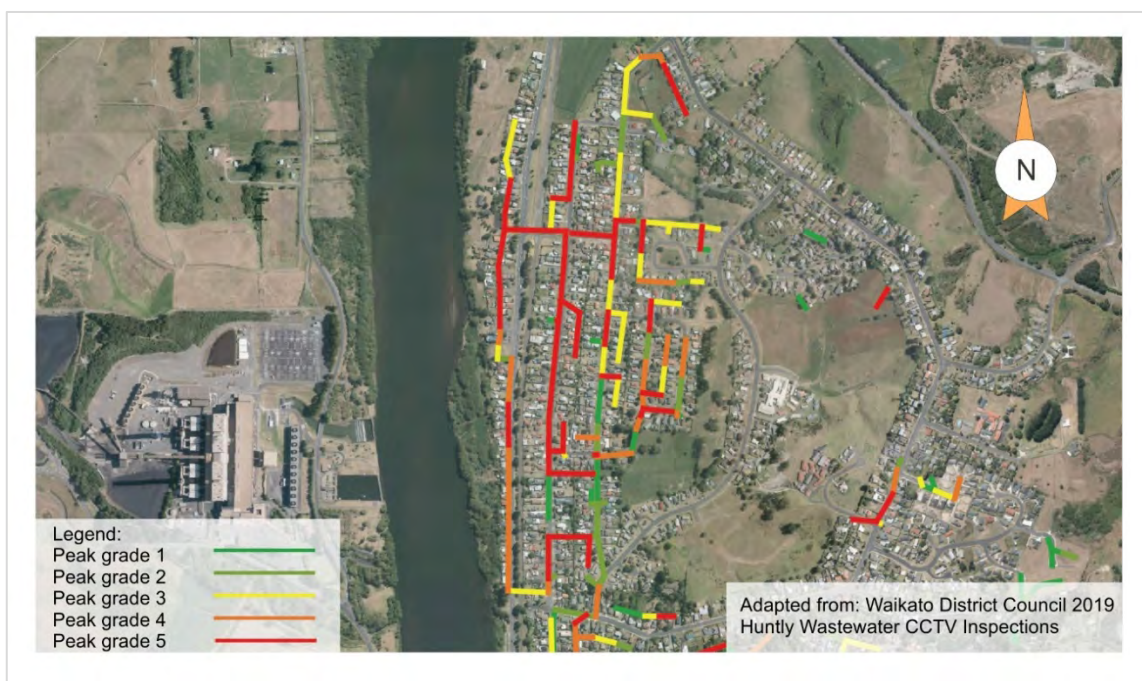 N
Legend:
Peak grade 1
Peak grade 2
Peak grade 3
Peak grade 4
Peak grade 5
Adapted from: Waikato District Council 2019
Huntly Wastewater CCTV Inspections